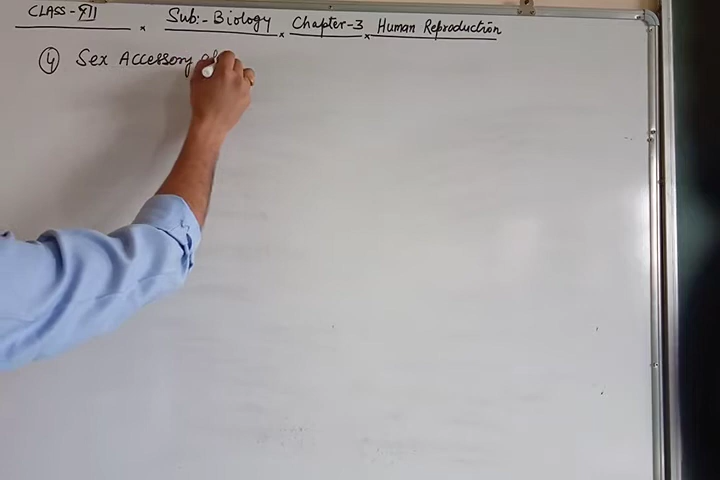 CLASS - XII × Sub:- Biology × Chapter-3 × Human Reproduction
④ Sex Accessory